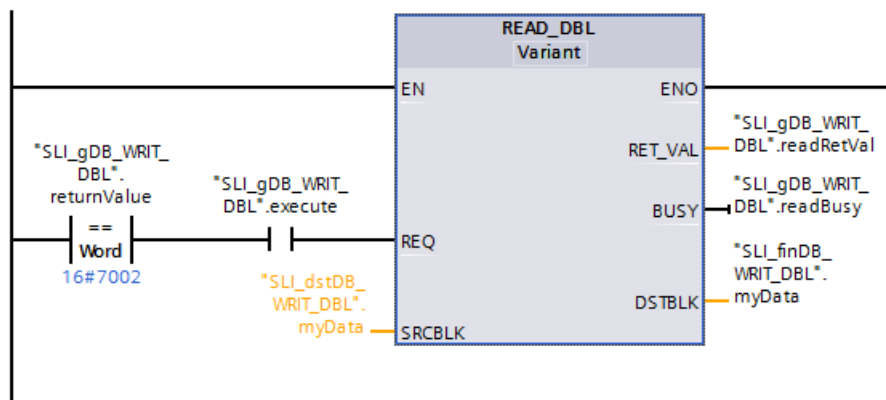 READ_DBL
Variant
EN
ENO
"SLI_gDB_WRIT_
DBL".readRetVal
RET_VAL
"SLI_gDB_WRIT_
DBL".
returnValue
"SLI_gDB_WRIT_
DBL".execute
"SLI_gDB_WRIT_
DBL".readBusy
BUSY
==
Word
16#7002
REQ
"SLI_dstDB_
WRIT_DBL".
myData
SRCBLK
"SLI_finDB_
WRIT_DBL".
myData
DSTBLK